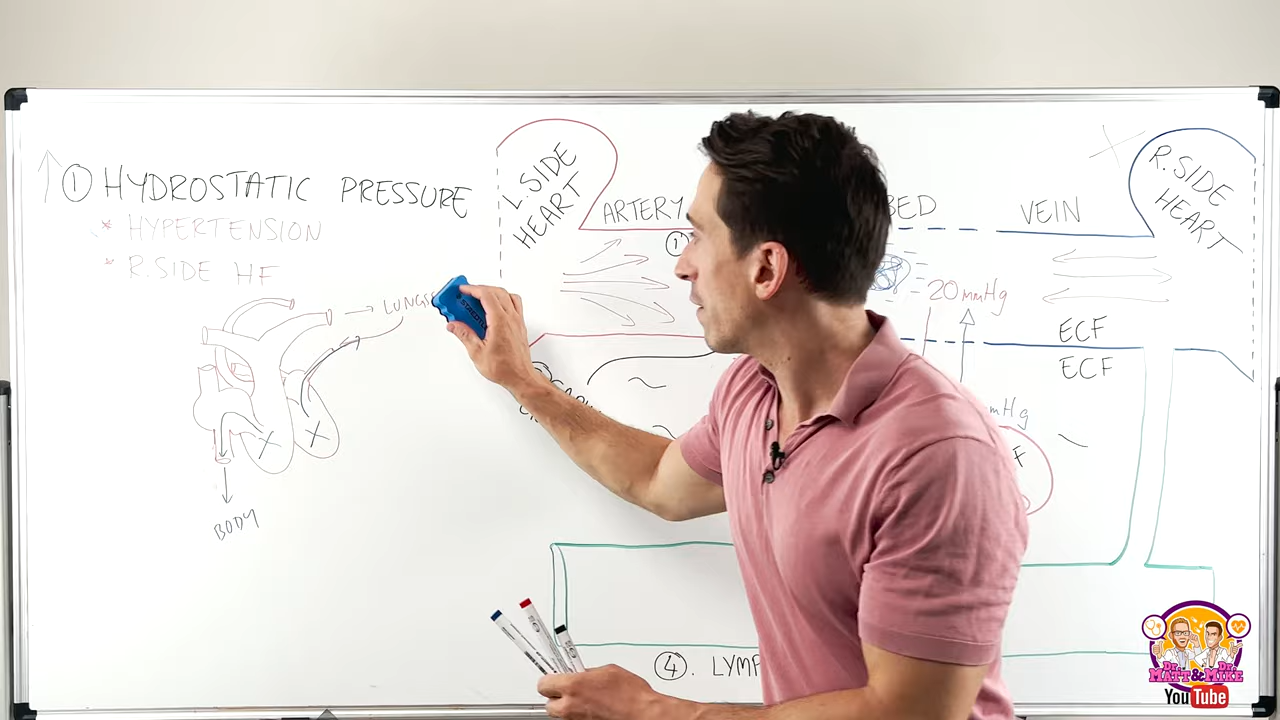 ↑ ① HYDROSTATIC PRESSURE
* HYPERTENSION
* R.SIDE HF
→ LUNGS
BODY
L. SIDE HEART
ARTERY
①
BED
VEIN
R. SIDE HEART
20 mmHg
ECF
ECF
mmHg
④. LYMP
Dr. MATT & Dr. MIKE
YouTube